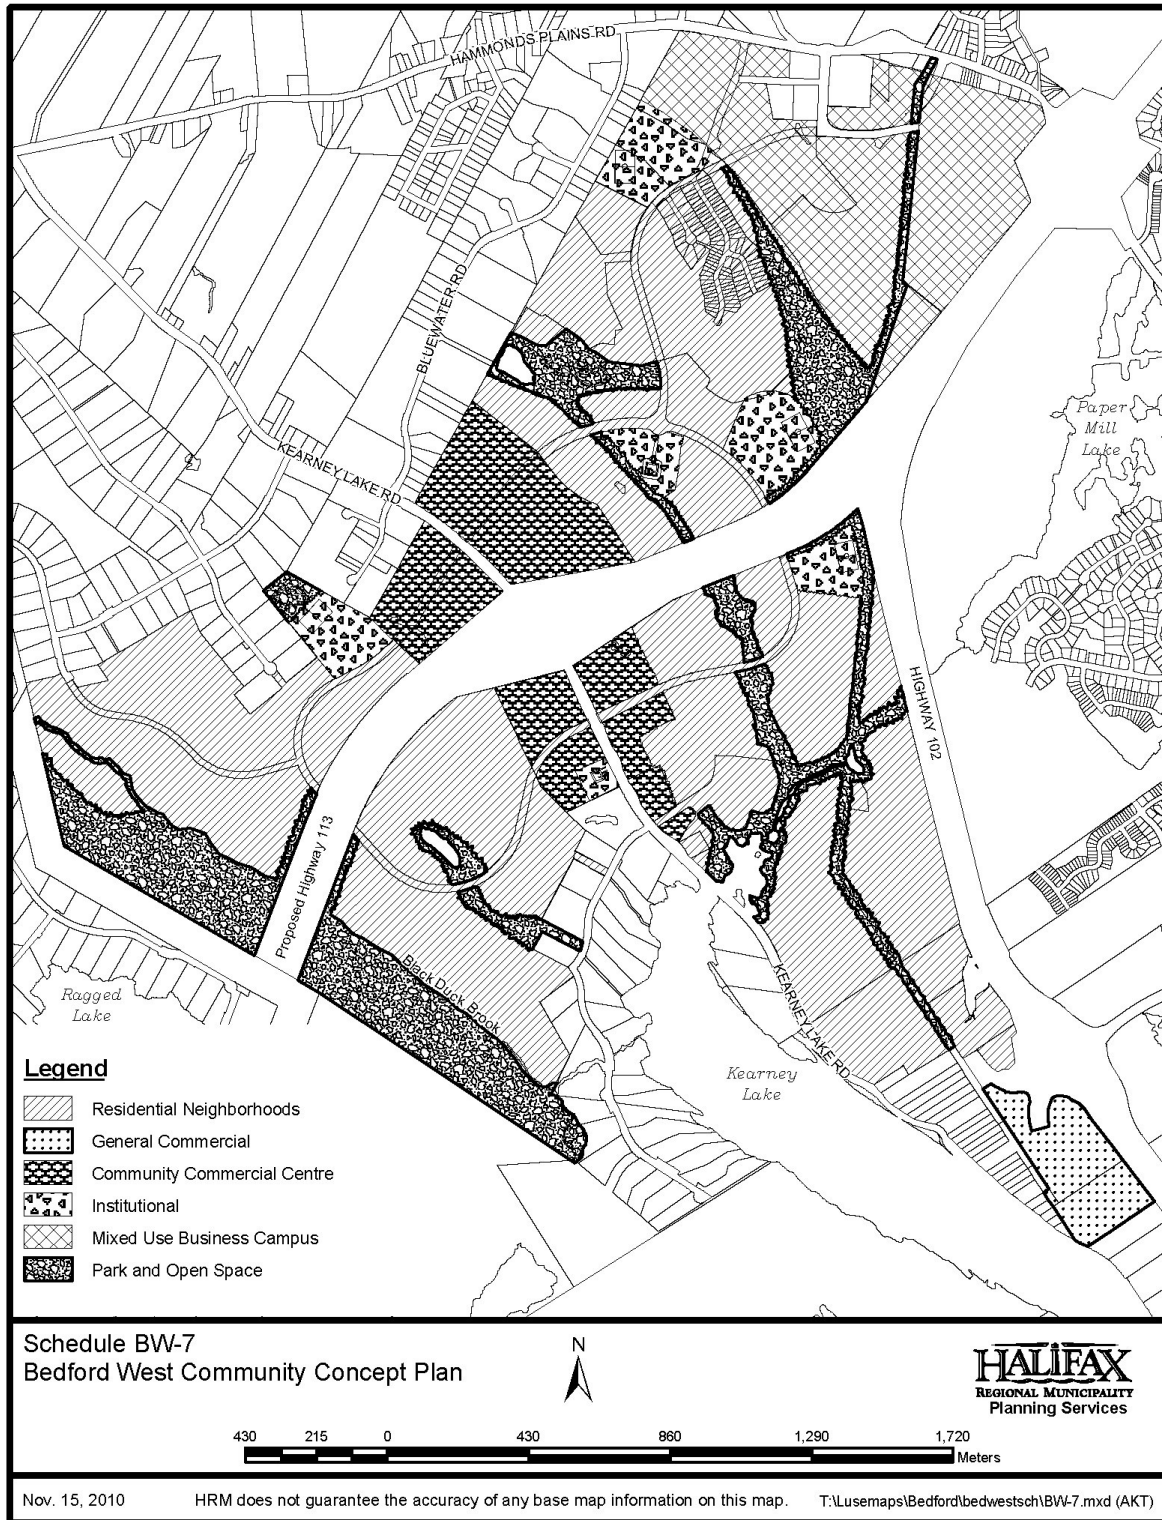 HAMMONDS PLAINS RD
BLUEWATER RD
KEARNEY LAKE RD
Paper
Mill
Lake
HIGHWAY 102
Proposed Highway 113
Black Duck Brook
Ragged
Lake
KEARNEY LAKE RD
Kearney
Lake
Legend
Residential Neighborhoods
General Commercial
Community Commercial Centre
Institutional
Mixed Use Business Campus
Park and Open Space
Schedule BW-7
Bedford West Community Concept Plan
N
HALIFAX
REGIONAL MUNICIPALITY
Planning Services
430 215 0 430 860 1,290 1,720
Meters
Nov. 15, 2010 HRM does not guarantee the accuracy of any base map information on this map. T:\Lusemaps\Bedford\bedwestsch\BW-7.mxd (AKT)